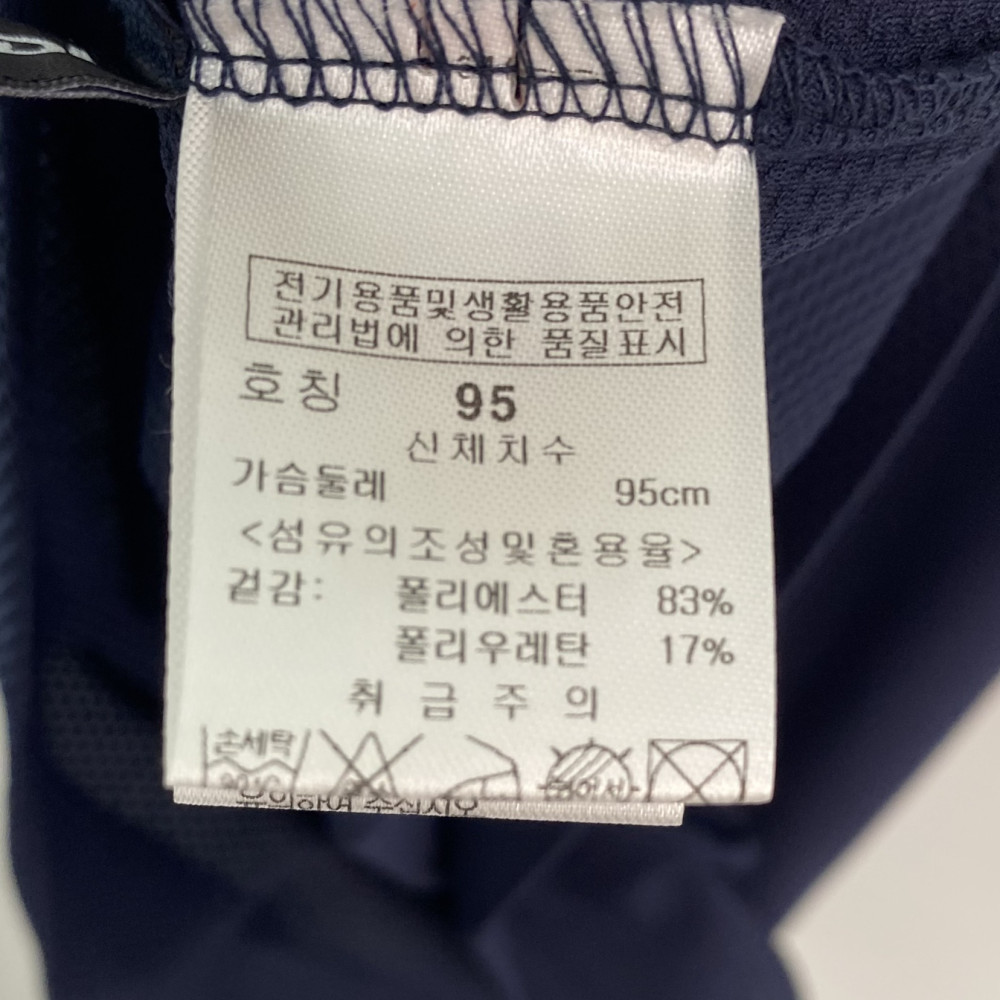 전기용품및생활용품안전
관리법에 의한 품질표시
호칭 95
신체치수
가슴둘레 95cm
<섬유의조성및혼용율>
겉감: 폴리에스터 83%
폴리우레탄 17%
취급주의
손세탁